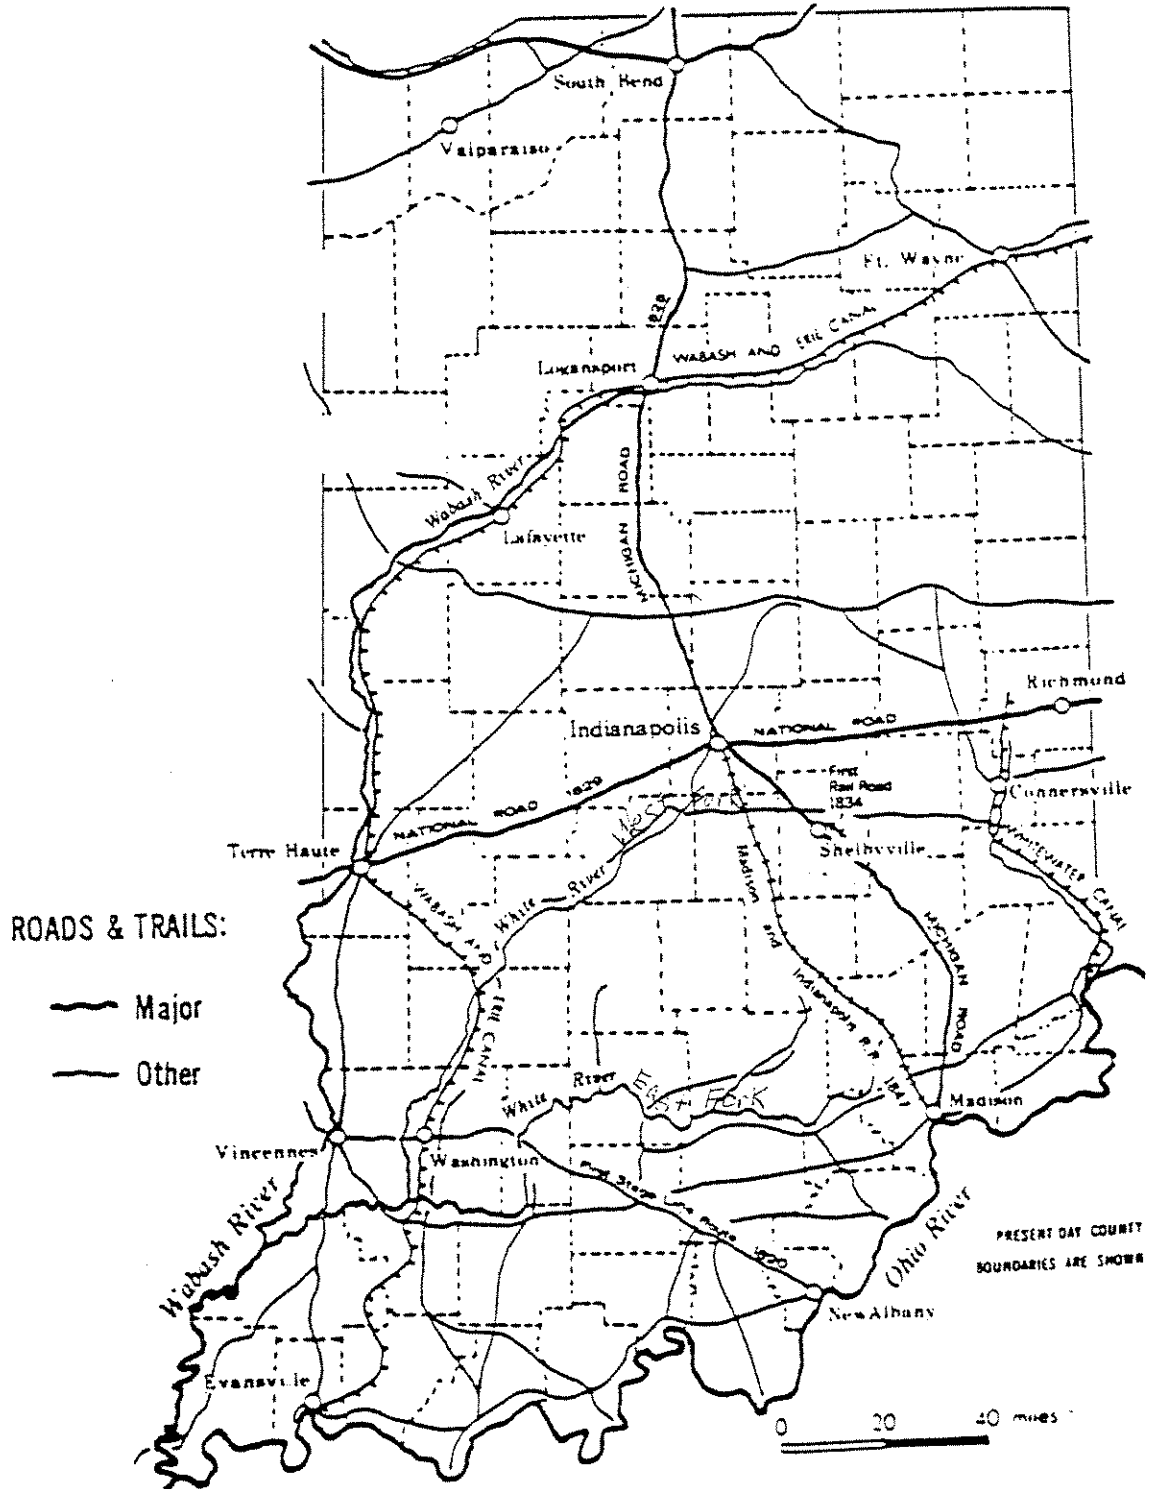 South Bend
Valparaiso
Ft. Wayne
1828
WABASH AND ERIE CANAL
Logansport
MICHIGAN ROAD
Wabash River
Lafayette
Richmond
Indianapolis
NATIONAL ROAD
First
Rail Road
1834
Connersville
NATIONAL ROAD 1829
West Fork
Terre Haute
Shelbyville
WHITEWATER CANAL
White River
WABASH AND
ERIE CANAL
ROADS & TRAILS:
Major
Other
Madison
and
Indianapolis R.R. 1847
MICHIGAN
ROAD
White River
EAST FORK
Madison
Vincennes
Washington
First Stage
Wabash River
Ohio River
PRESENT DAY COUNTY
BOUNDARIES ARE SHOWN
New Albany
Evansville
0 20 40 miles